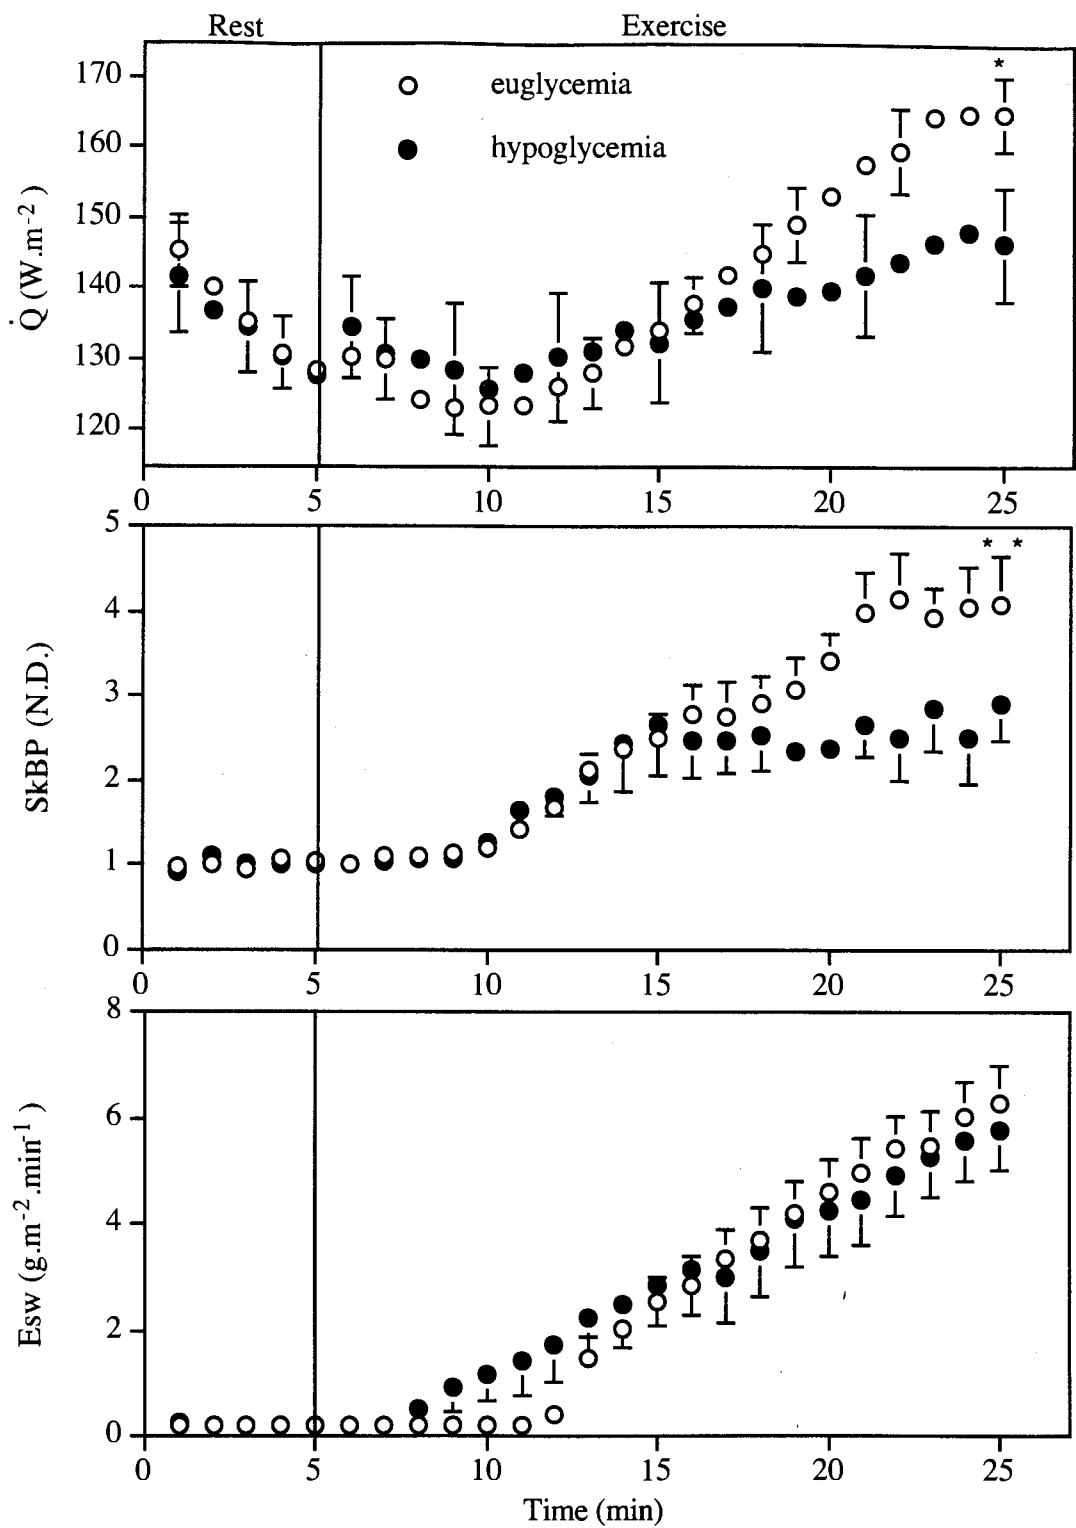 Rest Exercise
170
160
150
140
130
120
Q̇ (W.m-2)
euglycemia
hypoglycemia
*
0 5 10 15 20 25
5
4
3
2
1
0
SkBP (N.D.)
* *
0 5 10 15 20 25
8
6
4
2
0
Esw (g.m-2.min-1)
0 5 10 15 20 25
Time (min)